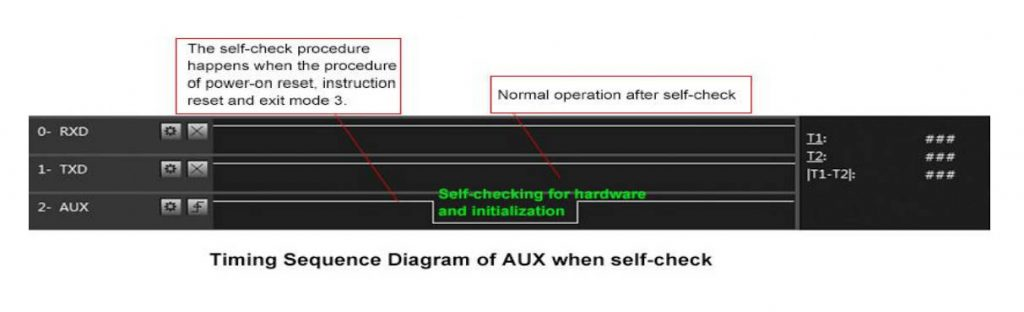 The self-check procedure
happens when the procedure
of power-on reset, instruction
reset and exit mode 3.
Normal operation after self-check
0- RXD
1- TXD
2- AUX
Self-checking for hardware
and initialization
T1: ###
T2: ###
|T1-T2|: ###
Timing Sequence Diagram of AUX when self-check